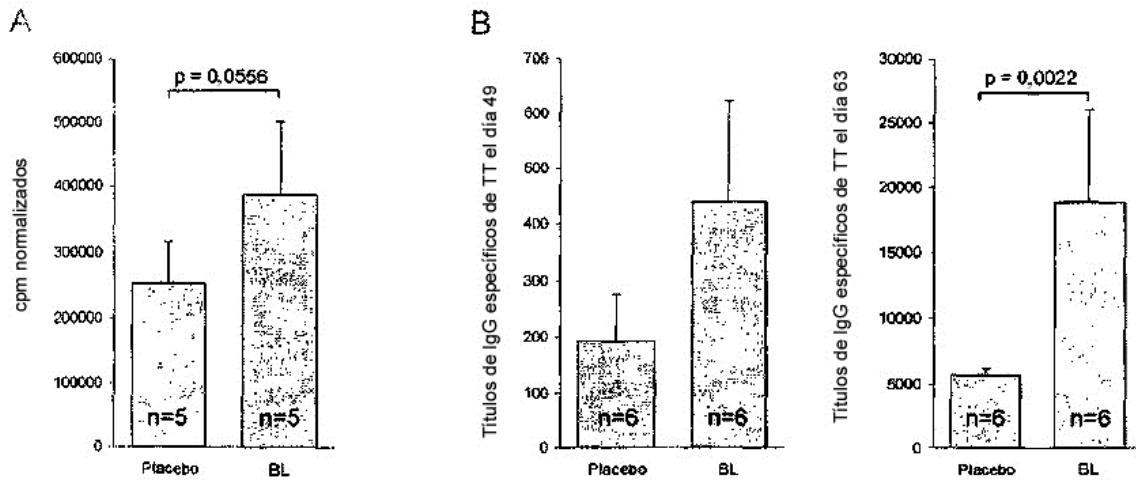 A
cpm normalizados
600000
500000
400000
300000
200000
100000
0
p = 0,0556
n=5
n=5
Placebo
BL
B
Títulos de IgG específicos de TT el día 49
700
600
500
400
300
200
100
0
n=6
n=6
Placebo
BL
Títulos de IgG específicos de TT el día 63
30000
25000
20000
15000
10000
5000
0
p = 0,0022
n=6
n=6
Placebo
BL